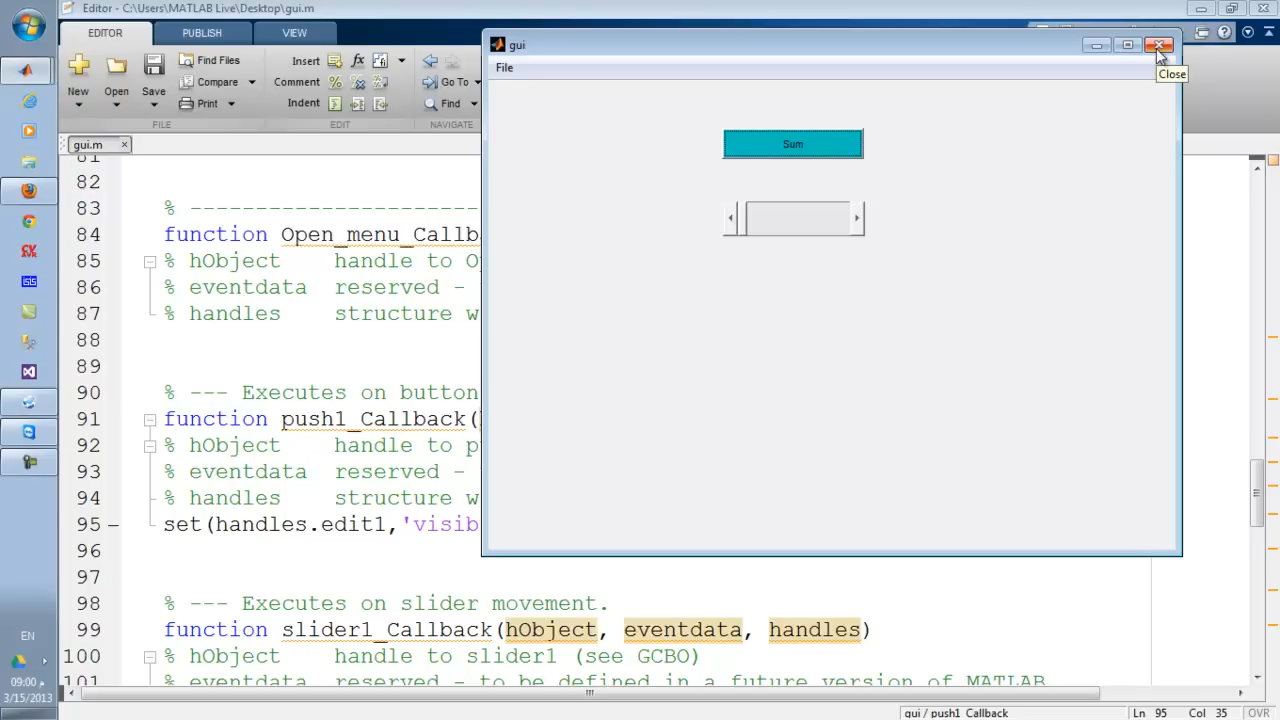 Editor - C:\Users\MATLAB Live\Desktop\gui.m
EDITOR PUBLISH VIEW
New Open Save
Find Files
Compare
Print
Insert
Comment
Indent
fx
Go To
Find
FILE EDIT NAVIGATE
gui.m
gui
File
Close
Sum
81
82
83 % ----------------------
84 function Open_menu_Callb
85 % hObject handle to O
86 % eventdata reserved -
87 % handles structure w
88
89
90 % --- Executes on button
91 function push1_Callback(
92 % hObject handle to p
93 % eventdata reserved -
94 % handles structure w
95 set(handles.edit1,'visib
96
97
98 % --- Executes on slider movement.
99 function slider1_Callback(hObject, eventdata, handles)
100 % hObject handle to slider1 (see GCBO)
101 % eventdata reserved - to be defined in a future version of MATLAB
CV
AVR
ISIS
EN
09:00
3/15/2013
gui / push1_Callback
Ln 95 Col 35 OVR